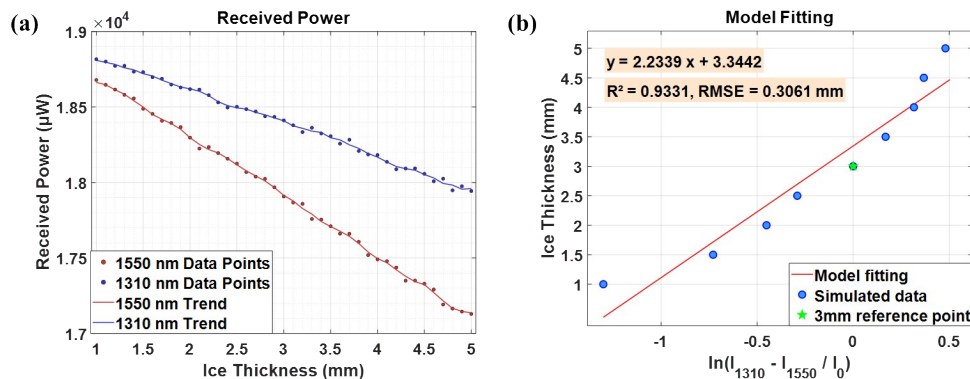 (a)
Received Power
×10⁴
1.9
1.85
1.8
1.75
1.7
Received Power (µW)
1550 nm Data Points
1310 nm Data Points
1550 nm Trend
1310 nm Trend
1 1.5 2 2.5 3 3.5 4 4.5 5
Ice Thickness (mm)
(b)
Model Fitting
y = 2.2339 x + 3.3442
R² = 0.9331, RMSE = 0.3061 mm
5
4.5
4
3.5
3
2.5
2
1.5
1
Ice Thickness (mm)
Model fitting
Simulated data
3mm reference point
-1 -0.5 0 0.5
ln(I₁₃₁₀ - I₁₅₅₀ / I₀)